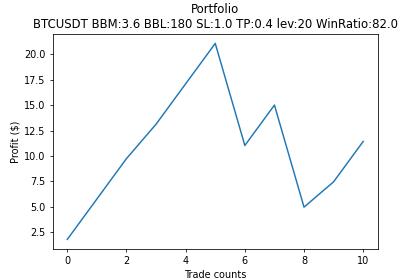 Portfolio
BTCUSDT BBM:3.6 BBL:180 SL:1.0 TP:0.4 lev:20 WinRatio:82.0
20.0
17.5
15.0
12.5
10.0
7.5
5.0
2.5
Profit ($)
0 2 4 6 8 10
Trade counts